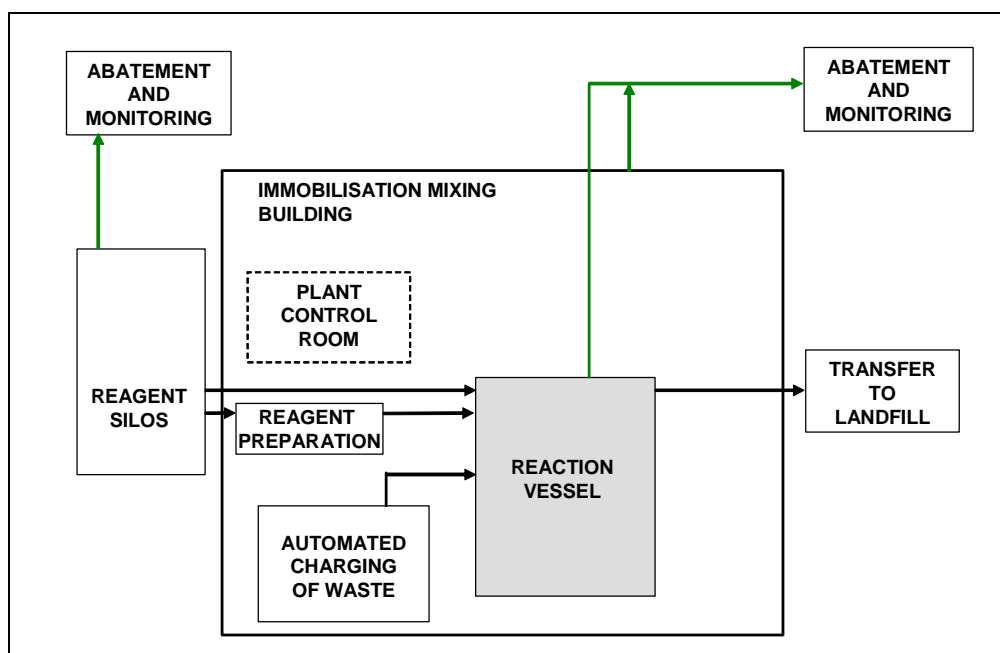 ABATEMENT
AND
MONITORING
ABATEMENT
AND
MONITORING
IMMOBILISATION MIXING
BUILDING
PLANT
CONTROL
ROOM
REAGENT
SILOS
REAGENT
PREPARATION
REACTION
VESSEL
TRANSFER
TO
LANDFILL
AUTOMATED
CHARGING
OF WASTE